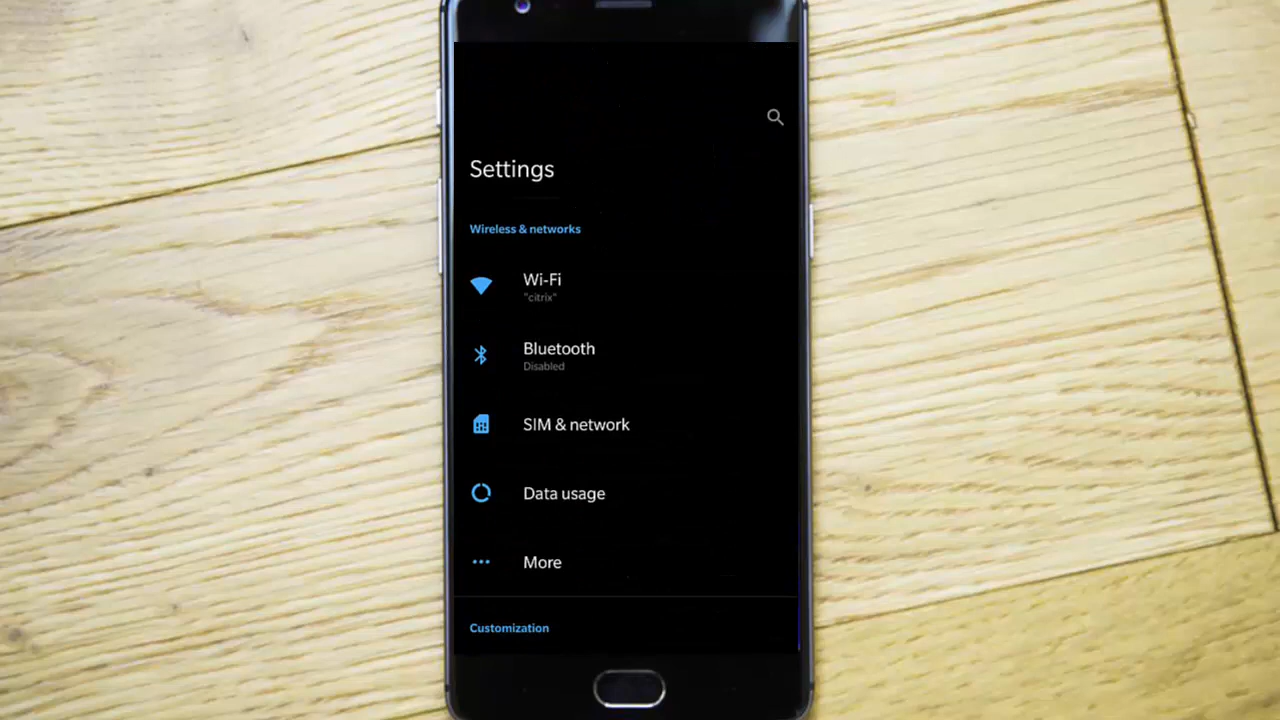 Settings
Wireless & networks
Wi-Fi
"citrix"
Bluetooth
Disabled
SIM & network
Data usage
More
Customization